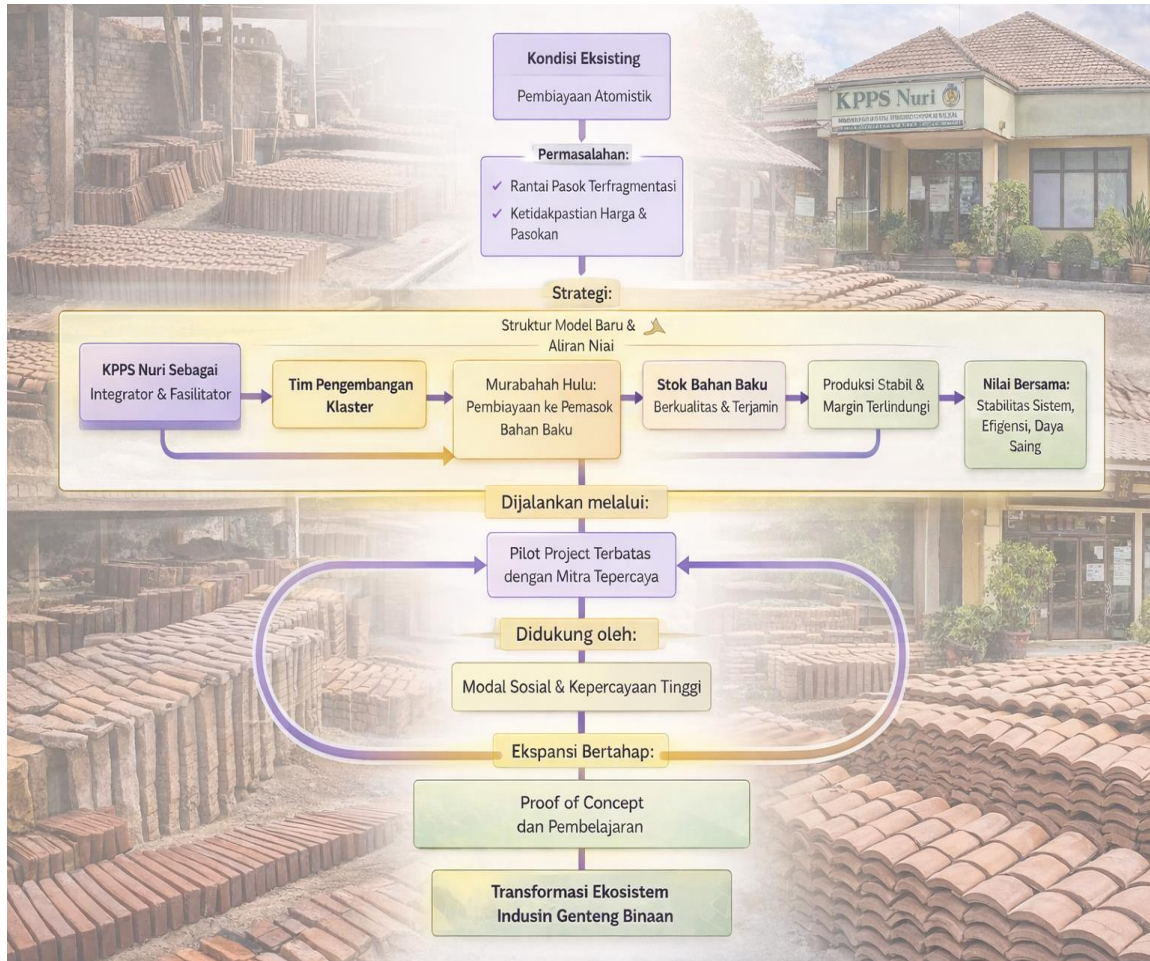 Kondisi Eksisting
Pembiayaan Atomistik
KPPS Nuri
Permasalahan:
✓ Rantai Pasok Terfragmentasi
✓ Ketidakpastian Harga &
Pasokan
Strategi:
Struktur Model Baru &
Aliran Niai
KPPS Nuri Sebagai
Integrator & Fasilitator
Tim Pengembangan
Klaster
Murabahah Hulu:
Pembiayaan ke Pemasok
Bahan Baku
Stok Bahan Baku
Berkualitas & Terjamin
Produksi Stabil &
Margin Terlindungi
Nilai Bersama:
Stabilitas Sistem,
Efigensi, Daya
Saing
Dijalankan melalui:
Pilot Project Terbatas
dengan Mitra Tepercaya
Didukung oleh:
Modal Sosial & Kepercayaan Tinggi
Ekspansi Bertahap:
Proof of Concept
dan Pembelajaran
Transformasi Ekosistem
Indusin Genteng Binaan